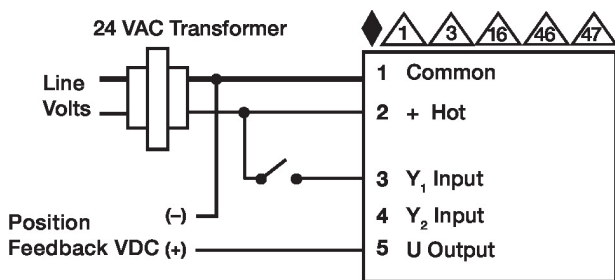 24 VAC Transformer
1 3 16 46 47
Line
Volts
1 Common
2 + Hot
3 Y₁ Input
4 Y₂ Input
5 U Output
Position (–)
Feedback VDC (+)